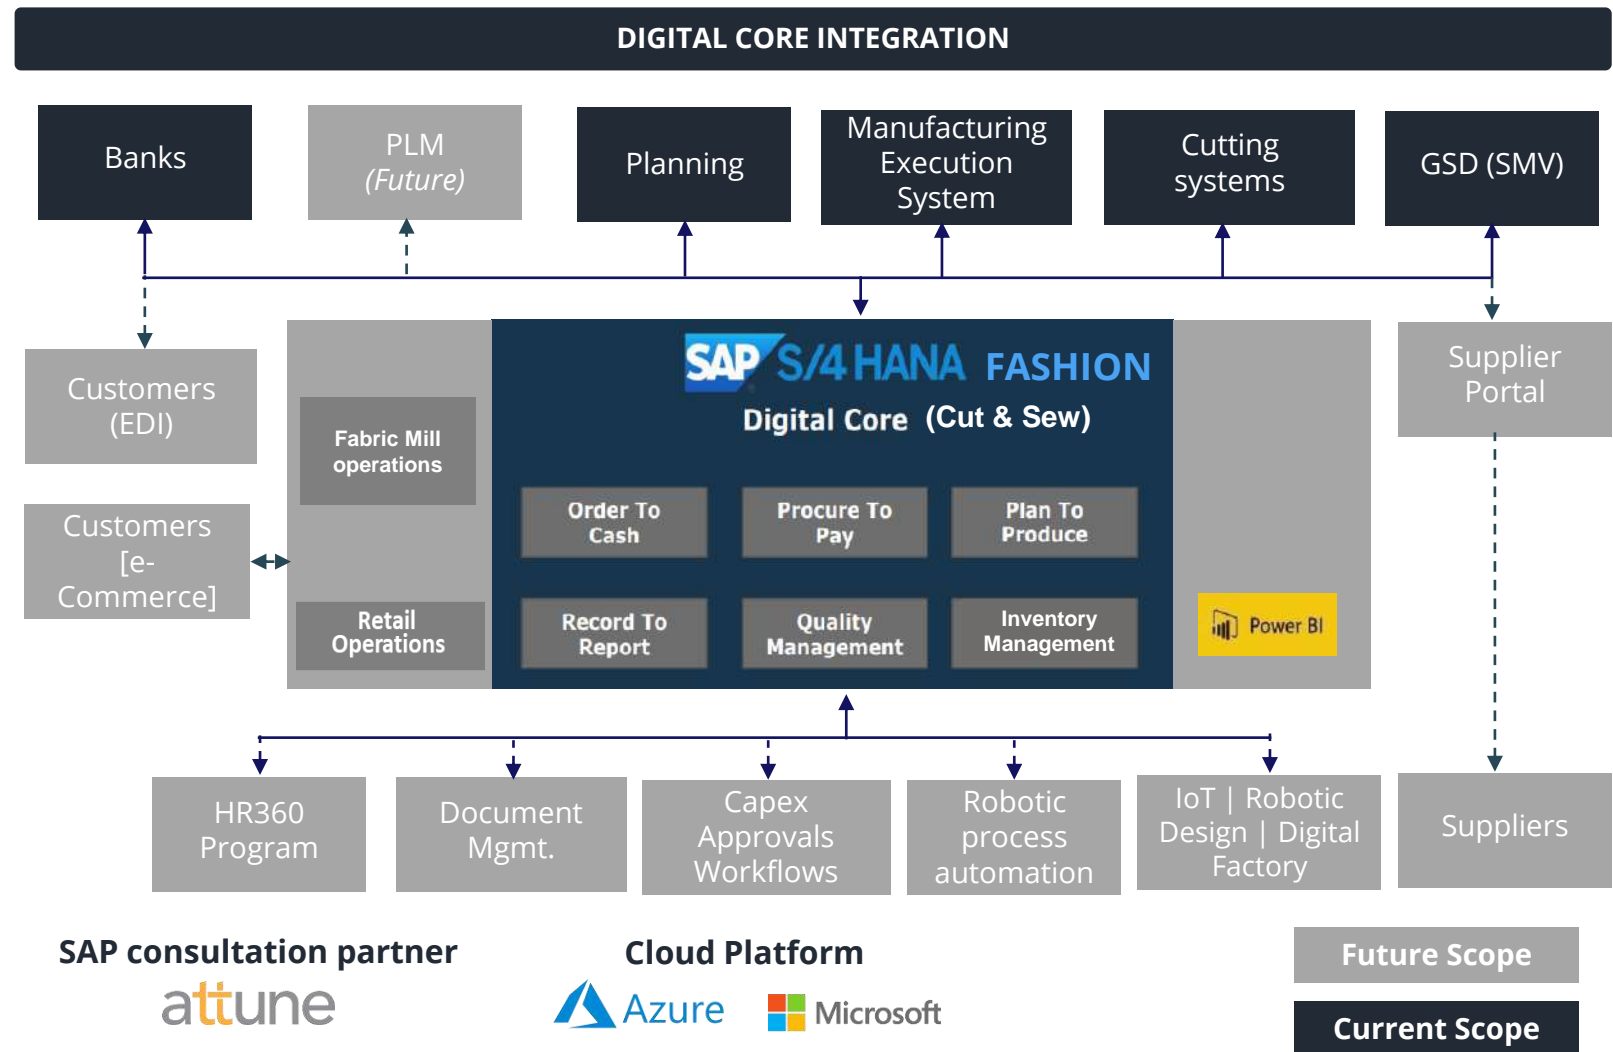 DIGITAL CORE INTEGRATION
Banks
PLM
(Future)
Planning
Manufacturing
Execution
System
Cutting
systems
GSD (SMV)
Customers
(EDI)
Customers
[e-
Commerce]
Fabric Mill
operations
Retail
Operations
SAP S/4 HANA FASHION
Digital Core (Cut & Sew)
Order To
Cash
Procure To
Pay
Plan To
Produce
Record To
Report
Quality
Management
Inventory
Management
Power BI
Supplier
Portal
HR360
Program
Document
Mgmt.
Capex
Approvals
Workflows
Robotic
process
automation
IoT | Robotic
Design | Digital
Factory
Suppliers
SAP consultation partner
attune
Cloud Platform
Azure
Microsoft
Future Scope
Current Scope